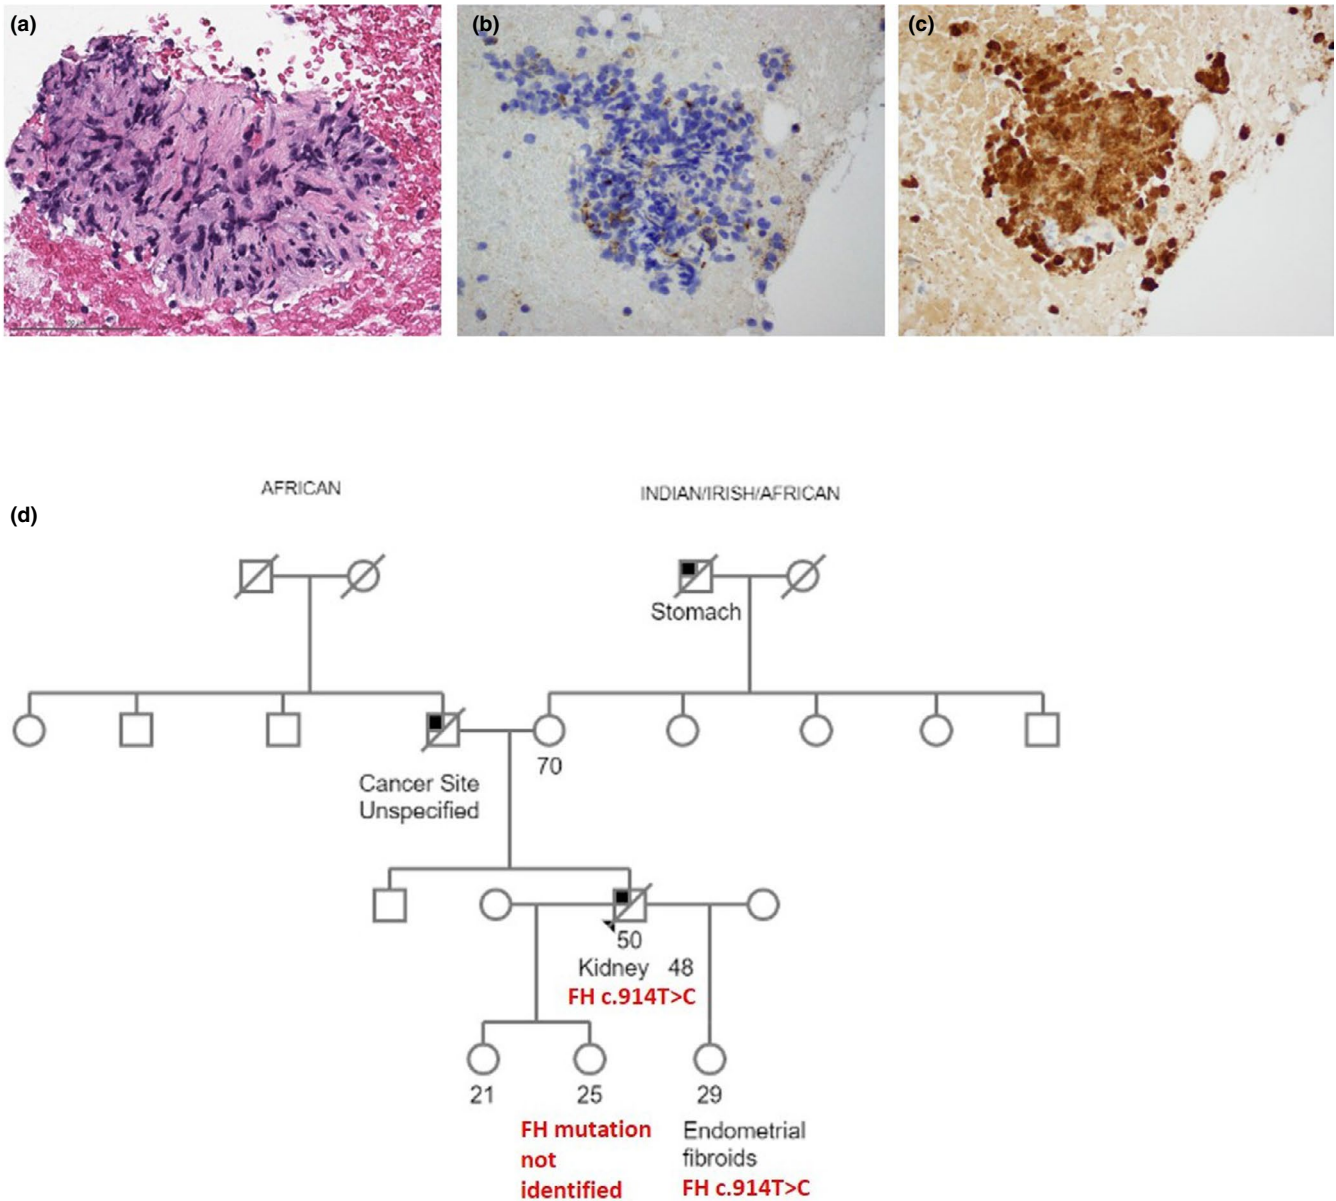 (a)
(b)
(c)
(d)
AFRICAN
INDIAN/IRISH/AFRICAN
Stomach
70
Cancer Site
Unspecified
50
Kidney 48
FH c.914T>C
21
25
29
FH mutation
not
identified
Endometrial
fibroids
FH c.914T>C